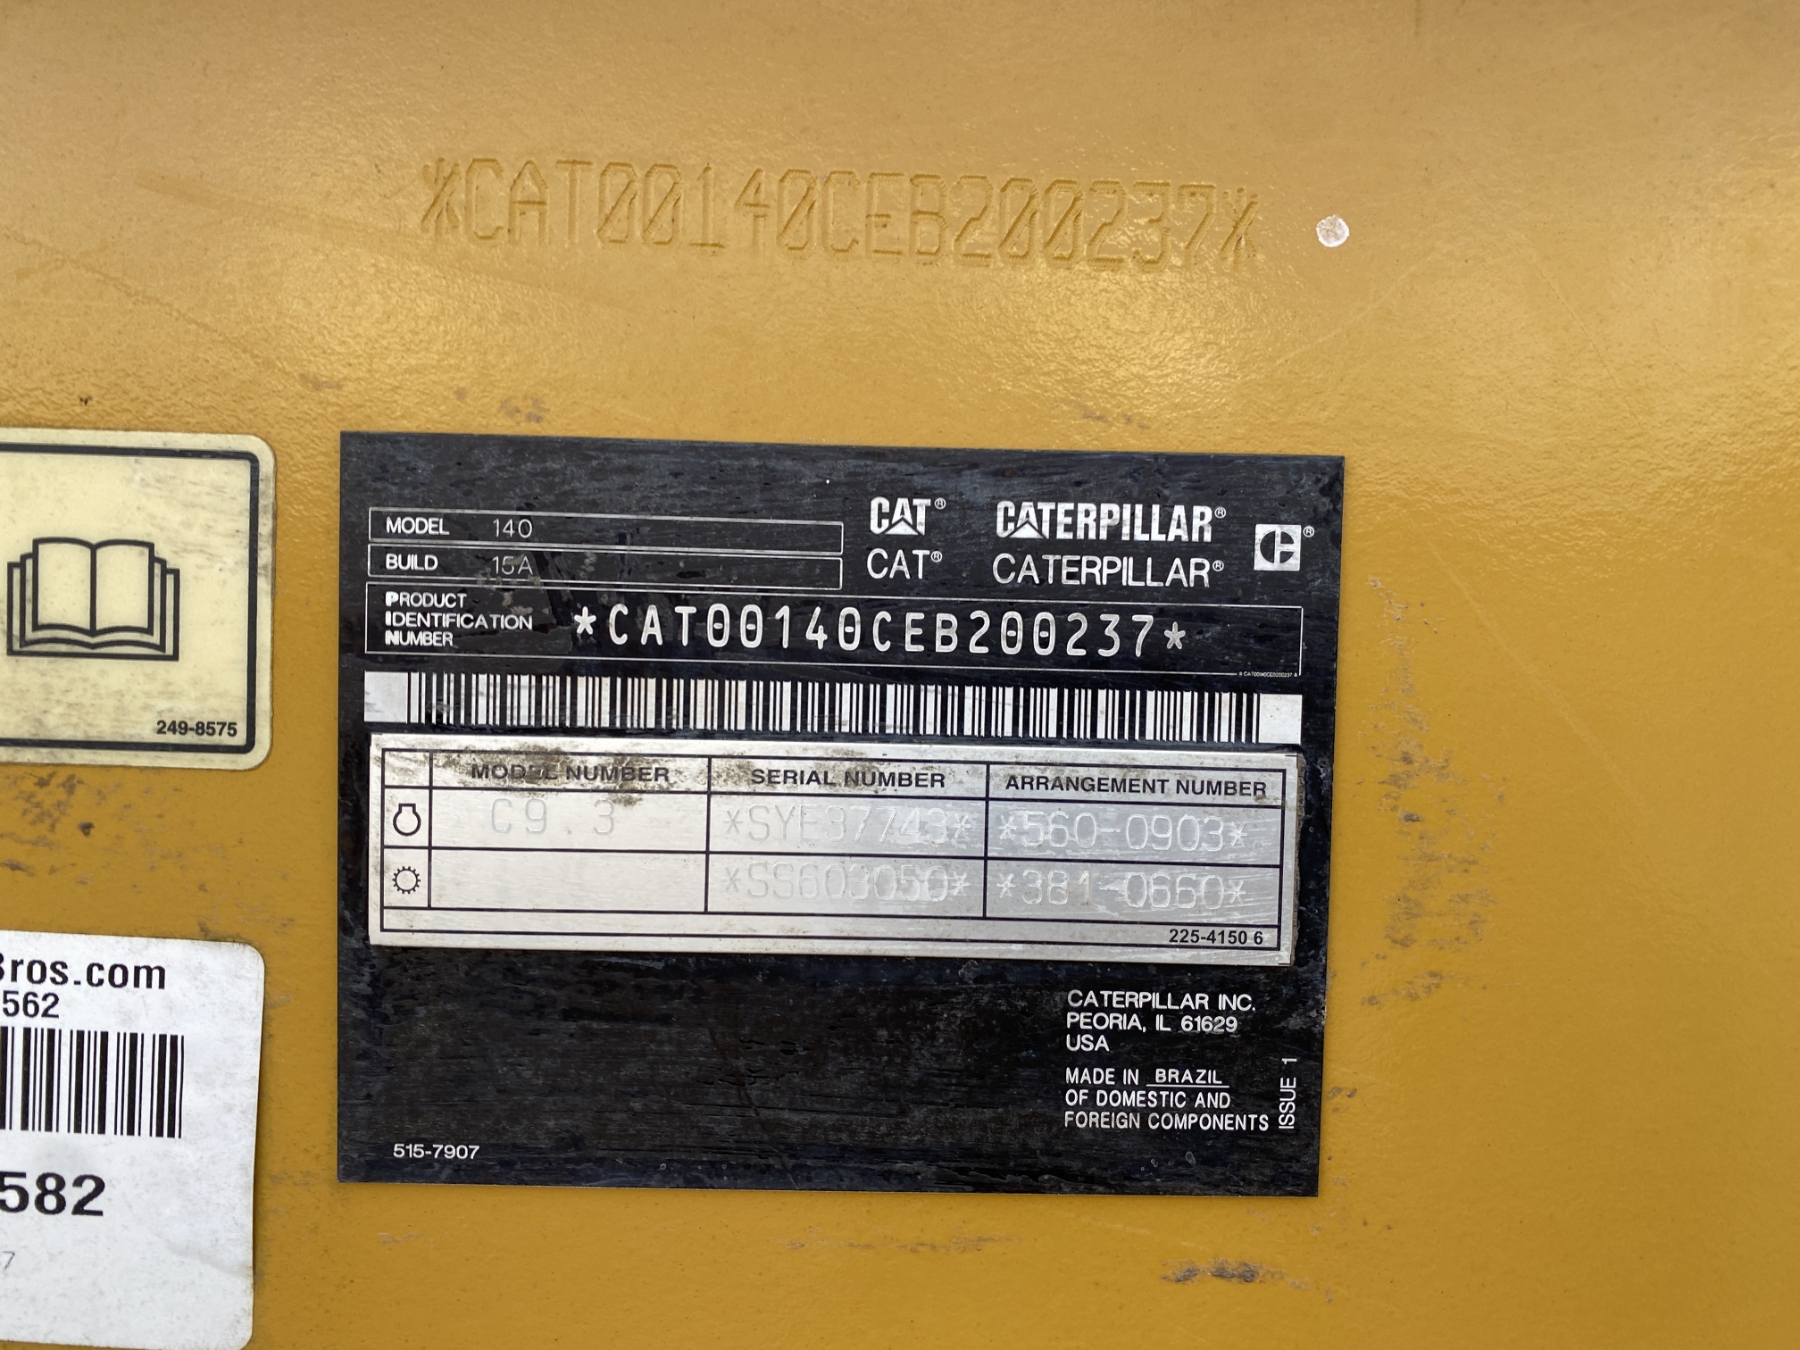 *CAT00140CEB200237*
MODEL 140
BUILD 15A
CAT® CATERPILLAR®
CAT® CATERPILLAR®
PRODUCT
IDENTIFICATION
NUMBER
*CAT00140CEB200237*
MODEL NUMBER SERIAL NUMBER ARRANGEMENT NUMBER
C9.3 *SYE37743* *560-0903*
*SS603050* *381-0660*
225-4150 6
CATERPILLAR INC.
PEORIA, IL 61629
USA
MADE IN BRAZIL
OF DOMESTIC AND
FOREIGN COMPONENTS
ISSUE 1
515-7907
249-8575
Bros.com
562
582
7